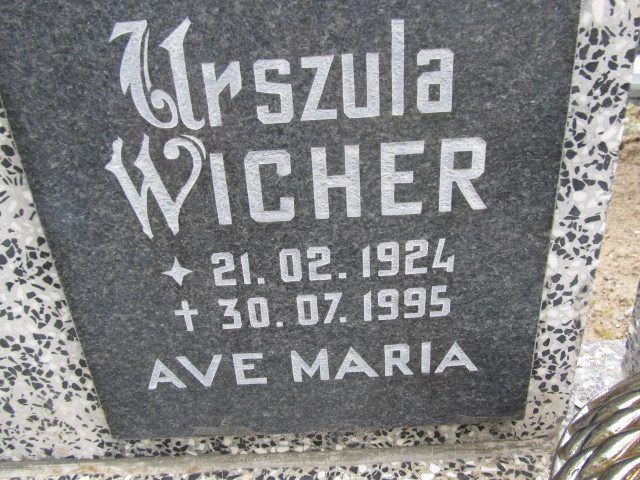 Urszula
WICHER
✦ 21. 02. 1924
✝ 30. 07. 1995
AVE MARIA